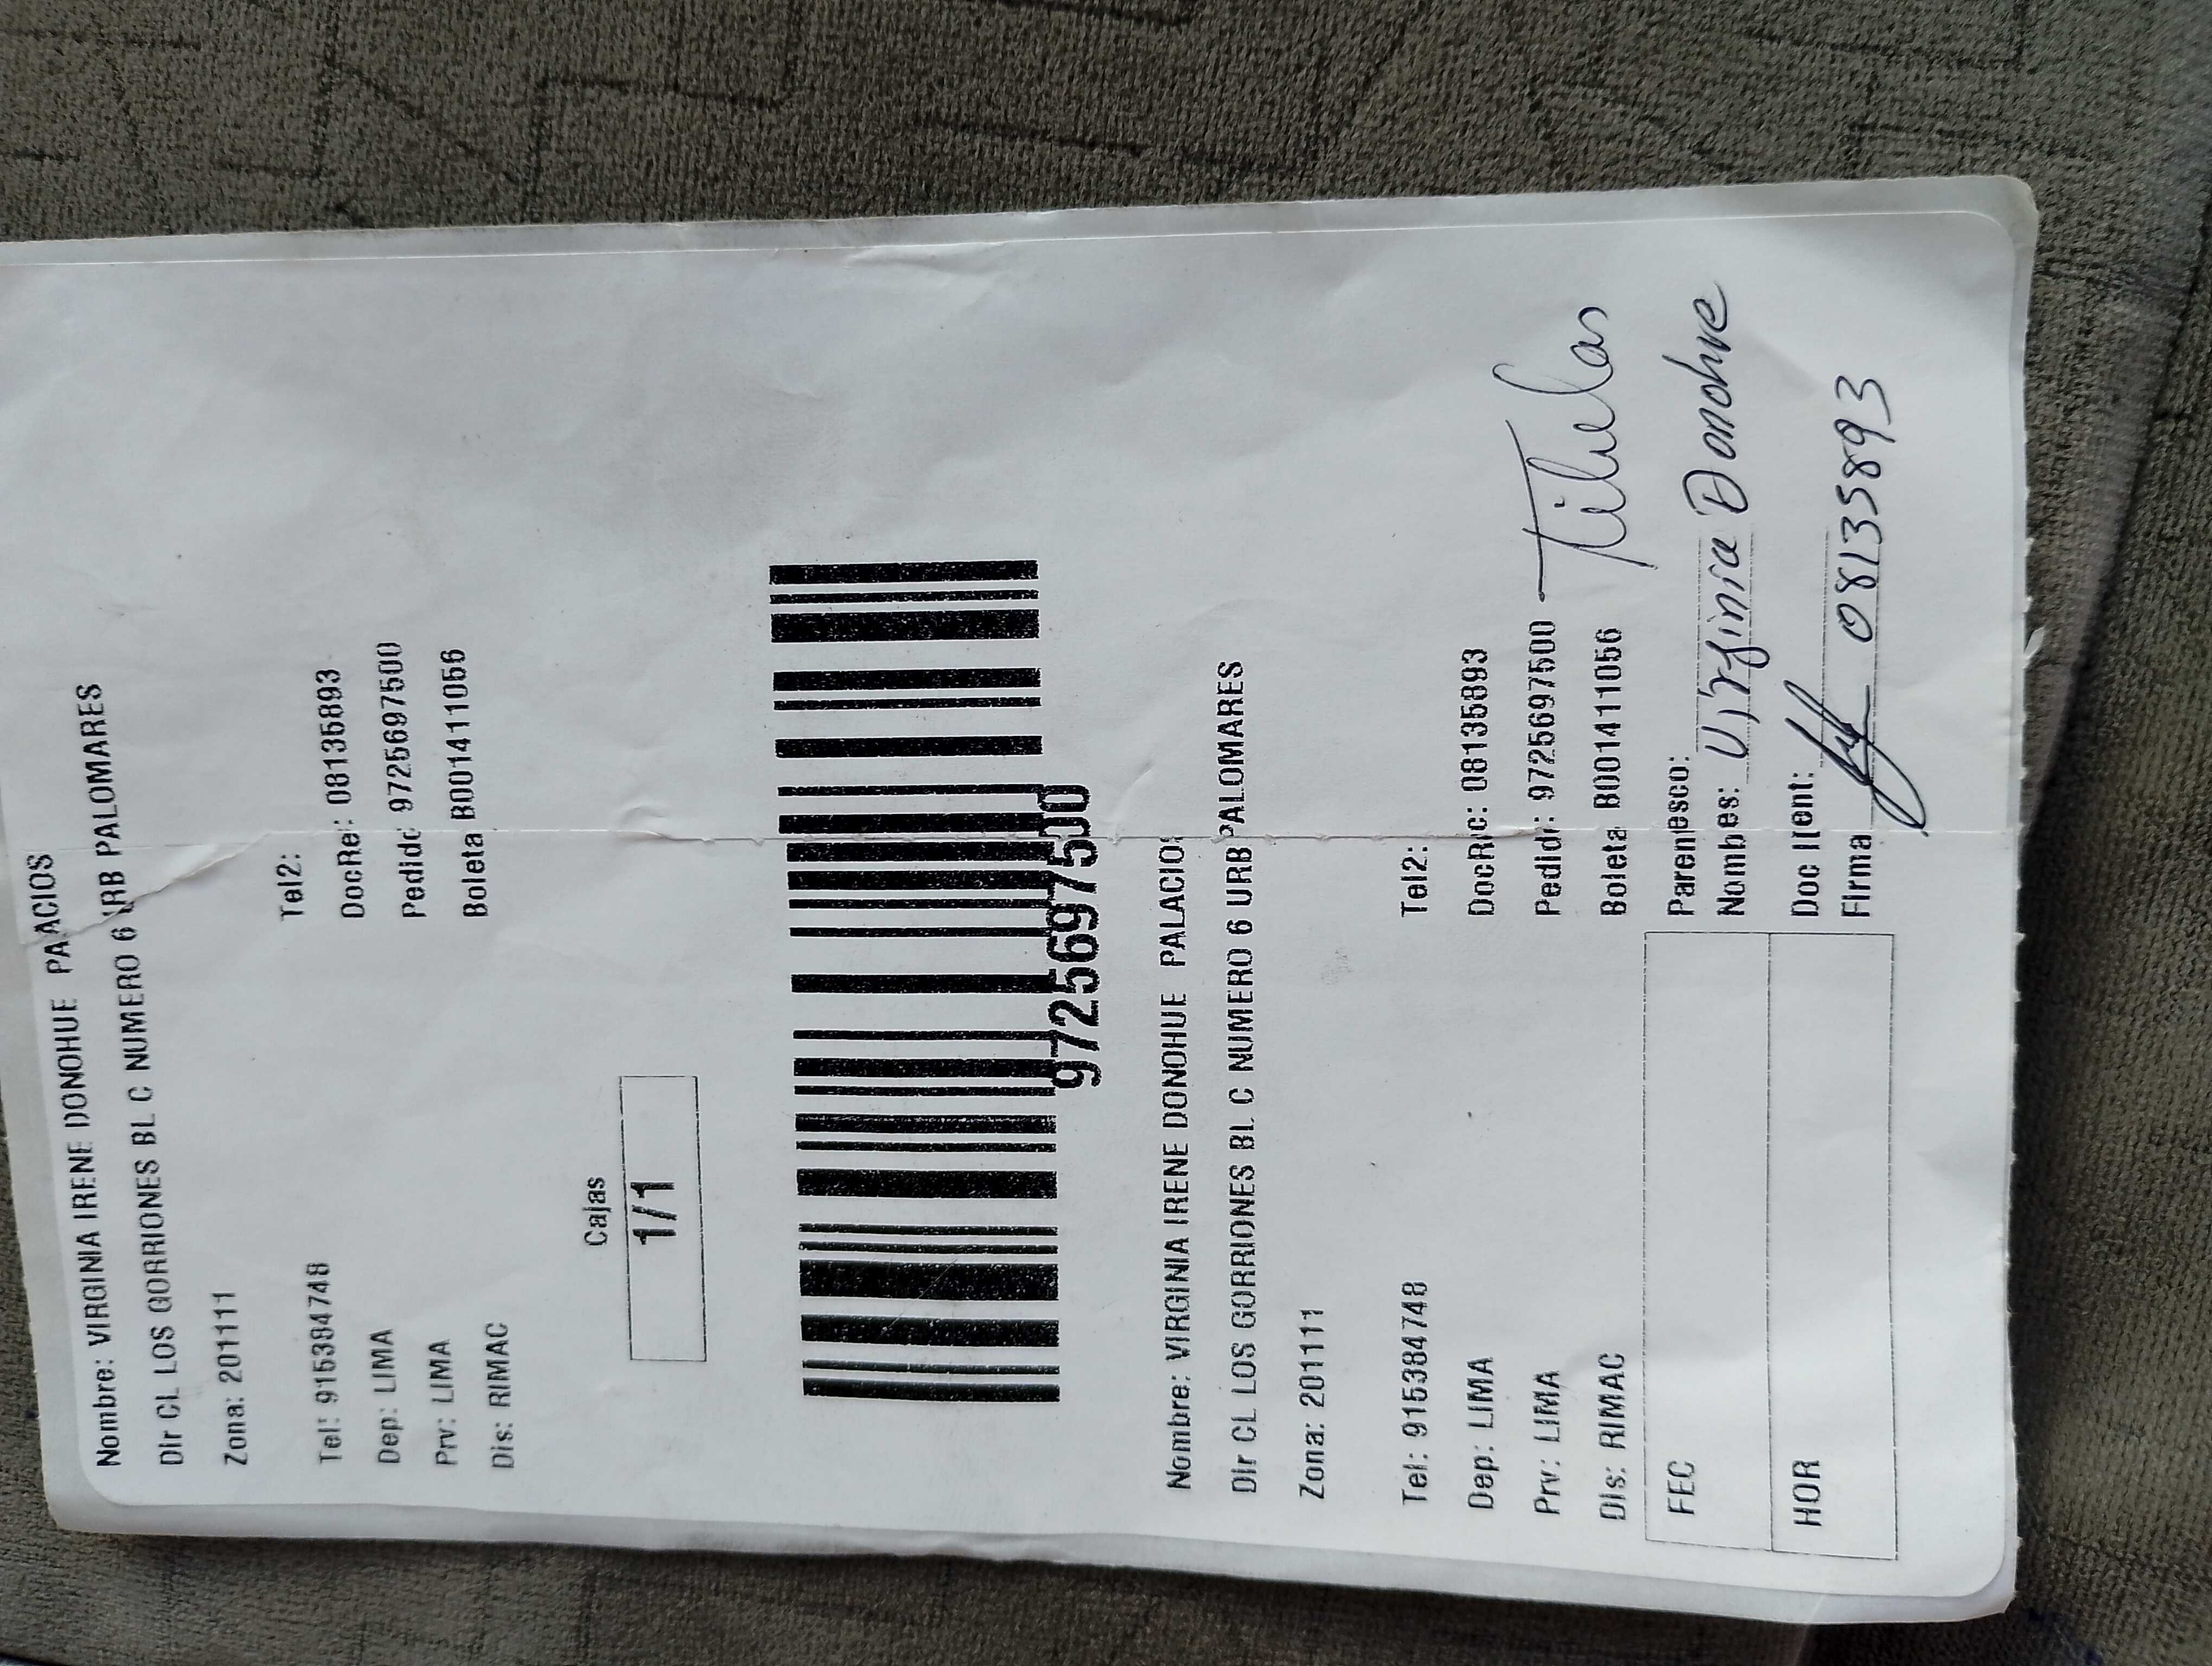 Nombre: VIRGINIA IRENE DONOHUE PAACIOS
Dir CL LOS GORRIONES BL C NUMERO 6 URB PALOMARES
Zona: 201111
Tel: 915384748 Tel2:
Dep: LIMA DocRe: 08135893
Prv: LIMA Pedido 9725697500
Dis: RIMAC Boleta B001411056
Cajas
1/1
9725697500
Nombre: VIRGINIA IRENE DONOHUE PALACIOS
Dir CL LOS GORRIONES BL C NUMERO 6 URB PALOMARES
Zona: 201111
Tel: 915384748 Tel2:
Dep: LIMA DocRec: 08135893
Prv: LIMA Pedido: 9725697500 Titular
Dis: RIMAC Boleta B001411056
FEC Parentesco:
Nombres: Virginia Donohue
HOR Doc Ident:
Firma 08135893